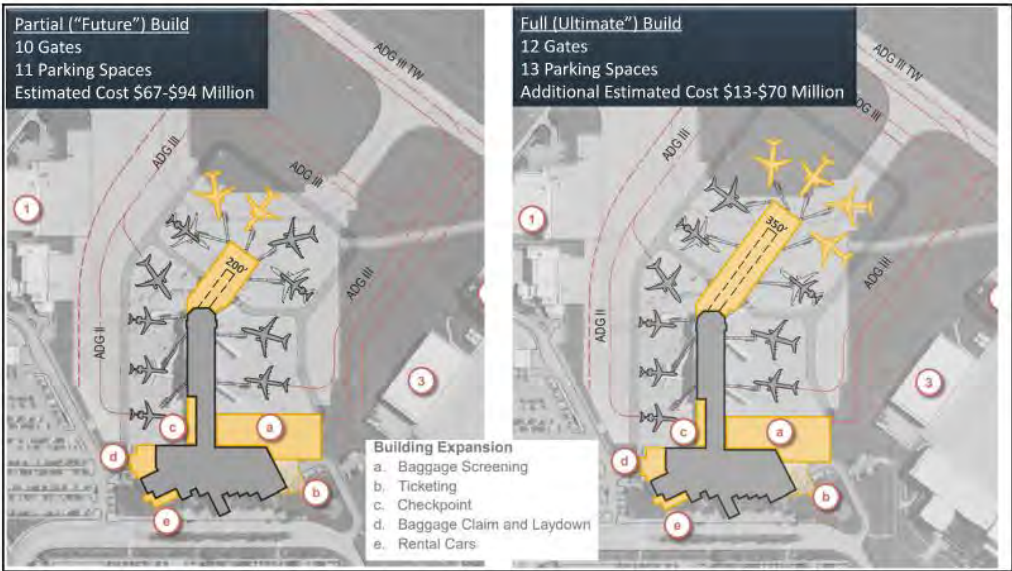 Partial ("Future") Build
10 Gates
11 Parking Spaces
Estimated Cost $67-$94 Million
ADG III TW
ADG III
ADG III
1
200'
ADG III
ADG II
3
c
a
d
b
e
Building Expansion
a. Baggage Screening
b. Ticketing
c. Checkpoint
d. Baggage Claim and Laydown
e. Rental Cars
Full (Ultimate") Build
12 Gates
13 Parking Spaces
Additional Estimated Cost $13-$70 Million
ADG III TW
ADG III
ADG III
1
350'
ADG III
ADG II
3
c
a
d
b
e